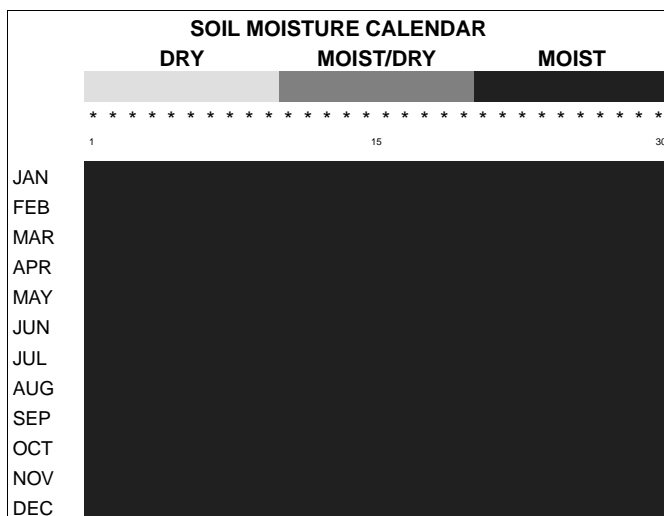 SOIL MOISTURE CALENDAR
DRY MOIST/DRY MOIST
* * * * * * * * * * * * * * * * * * * * * * * * * * * * * *
1 15 30
JAN
FEB
MAR
APR
MAY
JUN
JUL
AUG
SEP
OCT
NOV
DEC